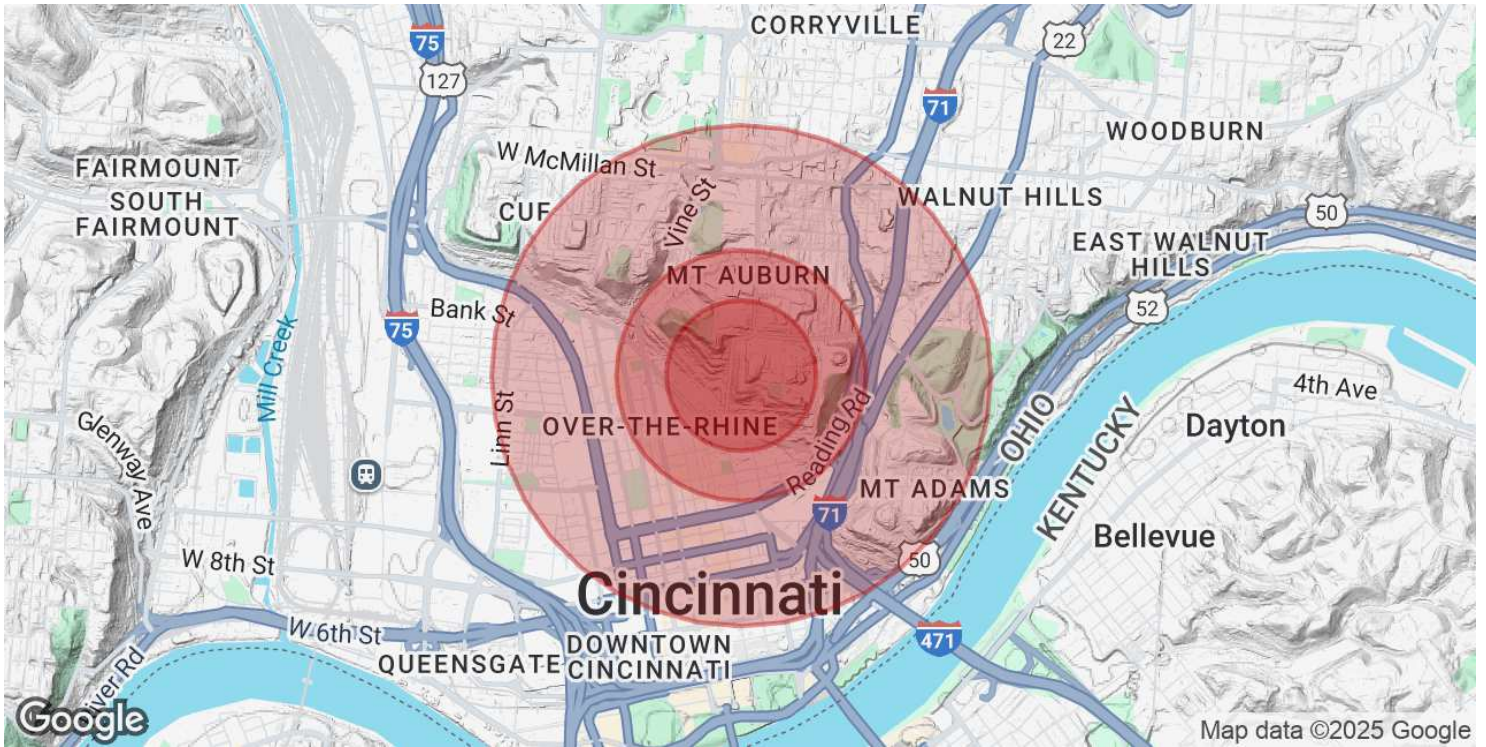 CORRYVILLE
75
22
127
71
WOODBURN
W McMillan St
FAIRMOUNT
SOUTH
FAIRMOUNT
CUF
Vine St
WALNUT HILLS
50
EAST WALNUT
HILLS
MT AUBURN
52
Bank St
75
Mill Creek
4th Ave
Linn St
OVER-THE-RHINE
Reading Rd
OHIO
KENTUCKY
Dayton
Glenway Ave
MT ADAMS
71
Bellevue
50
W 8th St
Cincinnati
W 6th St
471
DOWNTOWN
CINCINNATI
QUEENSGATE
River Rd
Google
Map data ©2025 Google